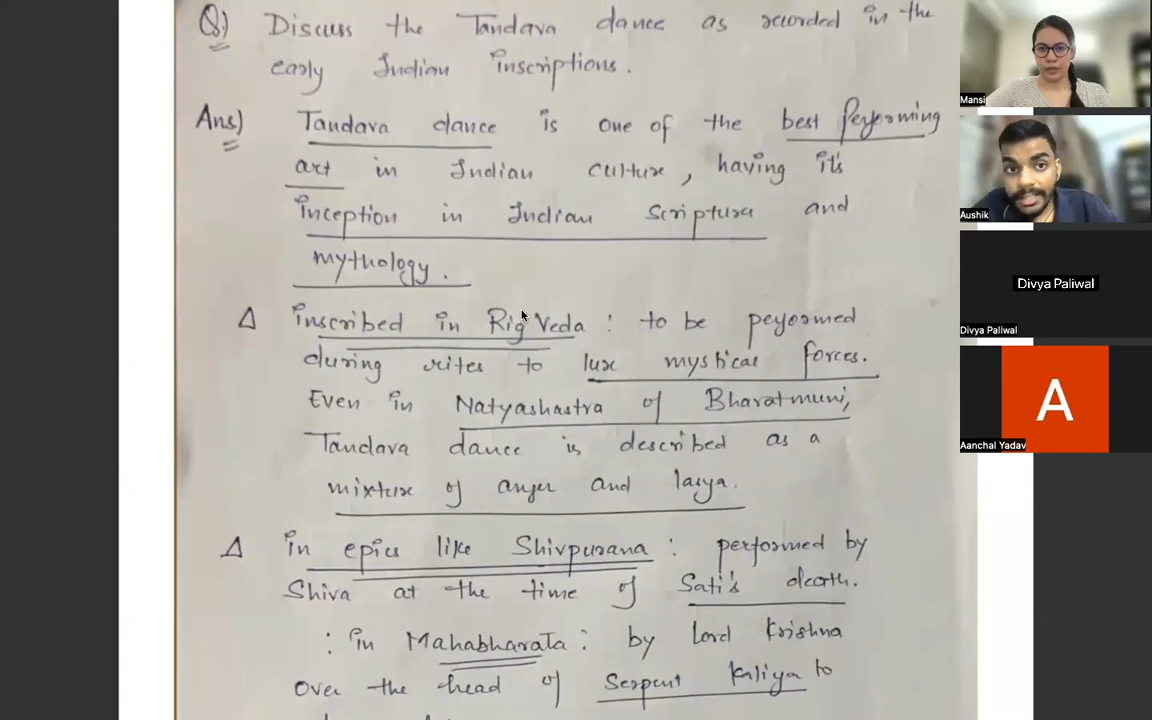 Q) Discuss the Tandava dance as recorded in the
early Indian inscriptions.
Ans) Tandava dance is one of the best Performing
art in Indian culture, having it's
inception in Indian Scriptures and
mythology.
Δ inscribed in Rig Veda : to be performed
during rites to lure mystical forces.
Even in Natyashastra of Bharatmuni,
Tandava dance is described as a
mixture of anger and lasya.
Δ in epics like Shivpurana : performed by
Shiva at the time of Sati's death.
: in Mahabharata : by Lord Krishna
over the head of Serpent Kaliya to
Mansi
Aushik
Divya Paliwal
Divya Paliwal
A
Aanchal Yadav